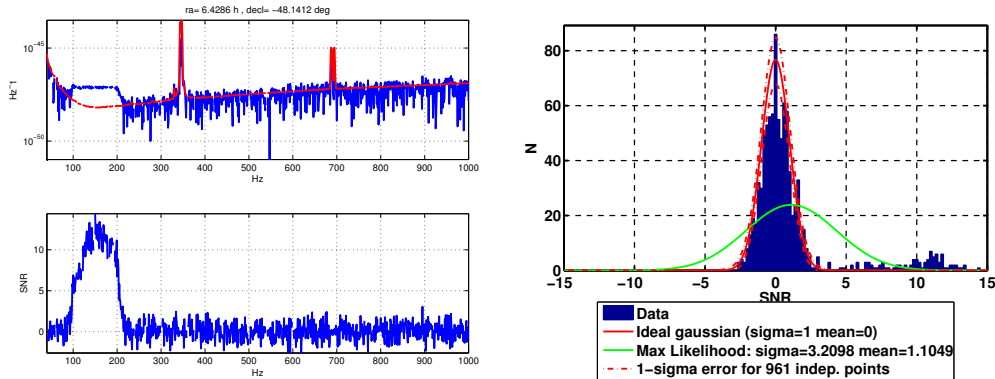 ra= 6.4286 h , decl= −48.1412 deg
10−45
10−50
Hz−1
100 200 300 400 500 600 700 800 900 1000
Hz
10
5
0
SNR
100 200 300 400 500 600 700 800 900 1000
Hz
80
60
40
20
0
N
−15 −10 −5 0 5 10 15
SNR
Data
Ideal gaussian (sigma=1 mean=0)
Max Likelihood: sigma=3.2098 mean=1.1049
1−sigma error for 961 indep. points